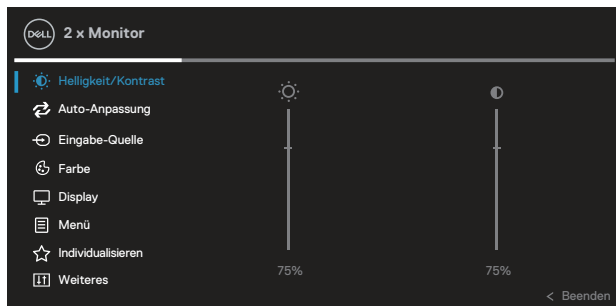 DELL 2 x Monitor
Helligkeit/Kontrast
Auto-Anpassung
Eingabe-Quelle
Farbe
Display
Menü
Individualisieren
Weiteres
75% 75%
< Beenden